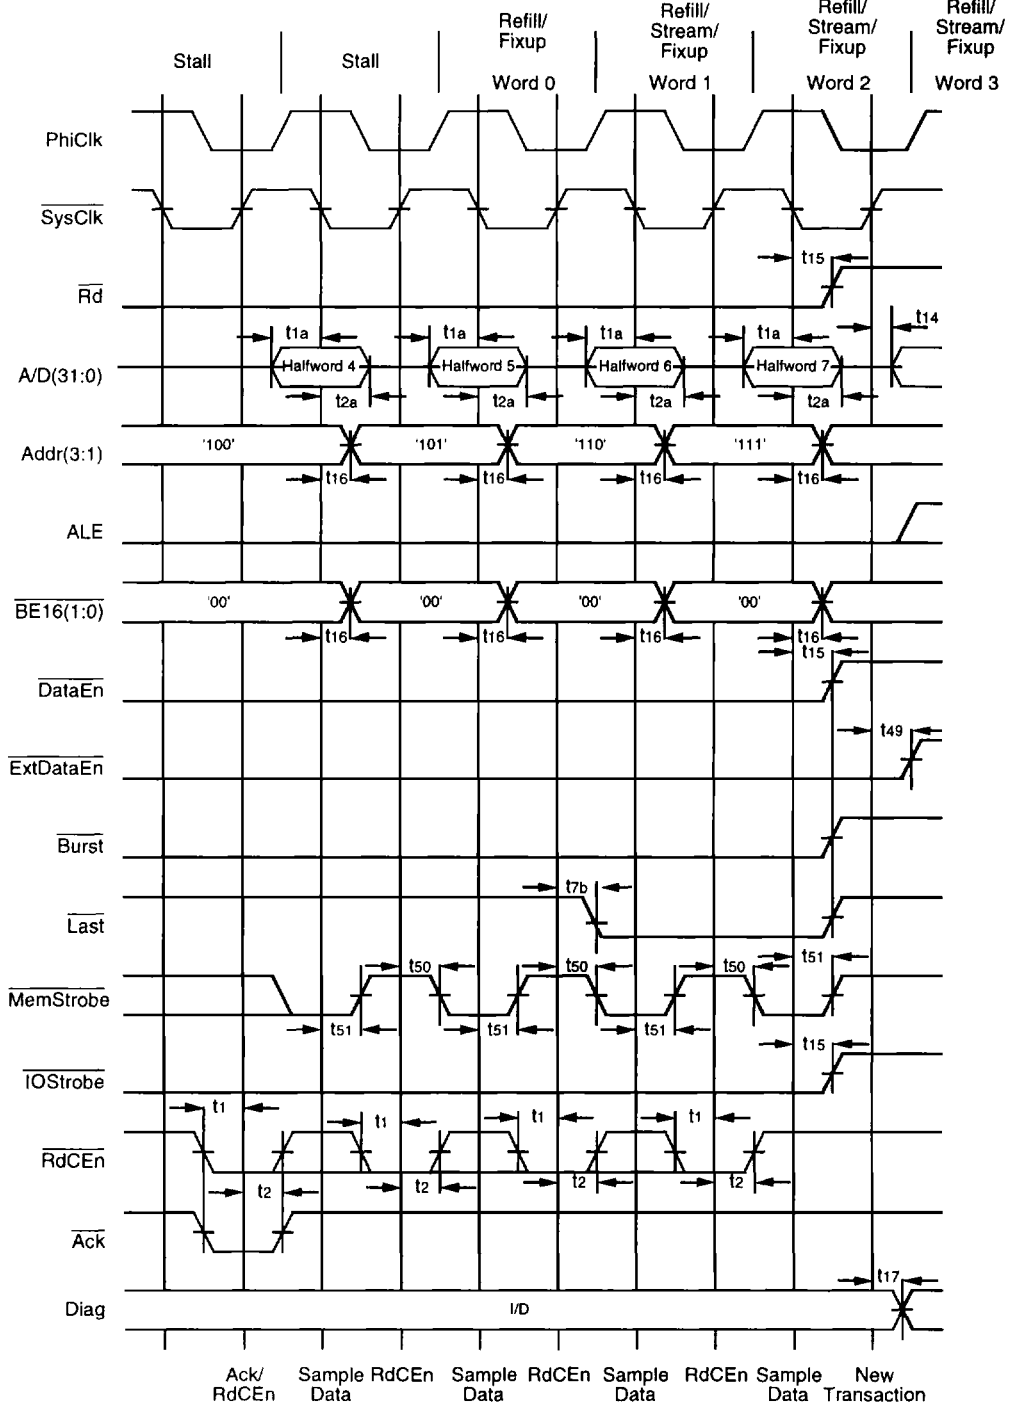 Stall
Stall
Refill/
Fixup
Word 0
Refill/
Stream/
Fixup
Word 1
Refill/
Stream/
Fixup
Word 2
Refill/
Stream/
Fixup
Word 3
PhiClk
SysClk
t15
Rd
t1a t1a t1a t1a t14
A/D(31:0) Halfword 4 Halfword 5 Halfword 6 Halfword 7
t2a t2a t2a t2a
Addr(3:1) '100' '101' '110' '111'
t16 t16 t16 t16
ALE
BE16(1:0) '00' '00' '00' '00'
t16 t16 t16 t16
t15
DataEn
t49
ExtDataEn
Burst
t7b
Last
t50 t50 t50 t51
MemStrobe
t51 t51 t51
t15
IOStrobe
t1 t1 t1 t1
RdCEn
t2 t2 t2 t2
Ack
t17
Diag I/D
Ack/
RdCEn
Sample
Data
RdCEn
Sample
Data
RdCEn
Sample
Data
RdCEn
Sample
Data
New
Transaction